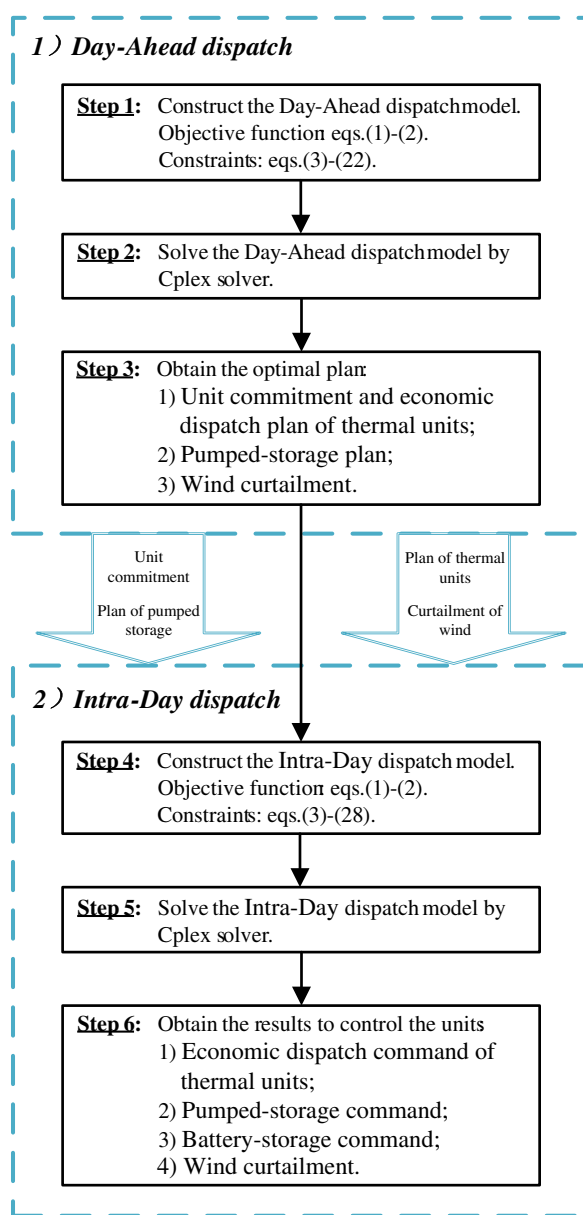 1）Day-Ahead dispatch
Step 1: Construct the Day-Ahead dispatch model.
Objective function: eqs.(1)-(2).
Constraints: eqs.(3)-(22).
Step 2: Solve the Day-Ahead dispatch model by
Cplex solver.
Step 3: Obtain the optimal plan:
1) Unit commitment and economic
dispatch plan of thermal units;
2) Pumped-storage plan;
3) Wind curtailment.
Unit
commitment
Plan of pumped
storage
Plan of thermal
units
Curtailment of
wind
2）Intra-Day dispatch
Step 4: Construct the Intra-Day dispatch model.
Objective function: eqs.(1)-(2).
Constraints: eqs.(3)-(28).
Step 5: Solve the Intra-Day dispatch model by
Cplex solver.
Step 6: Obtain the results to control the units:
1) Economic dispatch command of
thermal units;
2) Pumped-storage command;
3) Battery-storage command;
4) Wind curtailment.